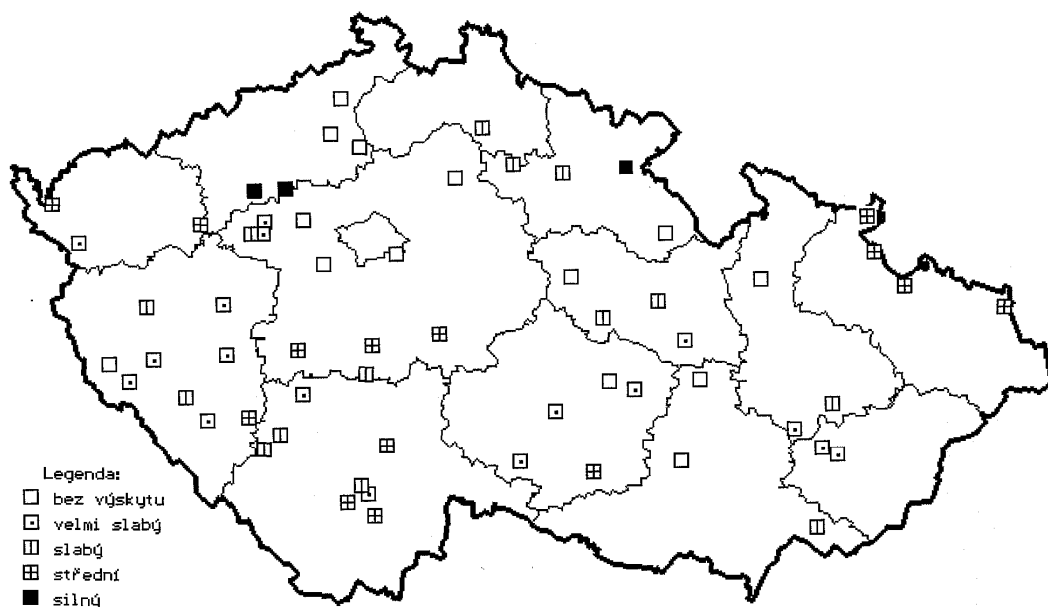 Legenda:
bez výskytu
velmi slabý
slabý
střední
silný